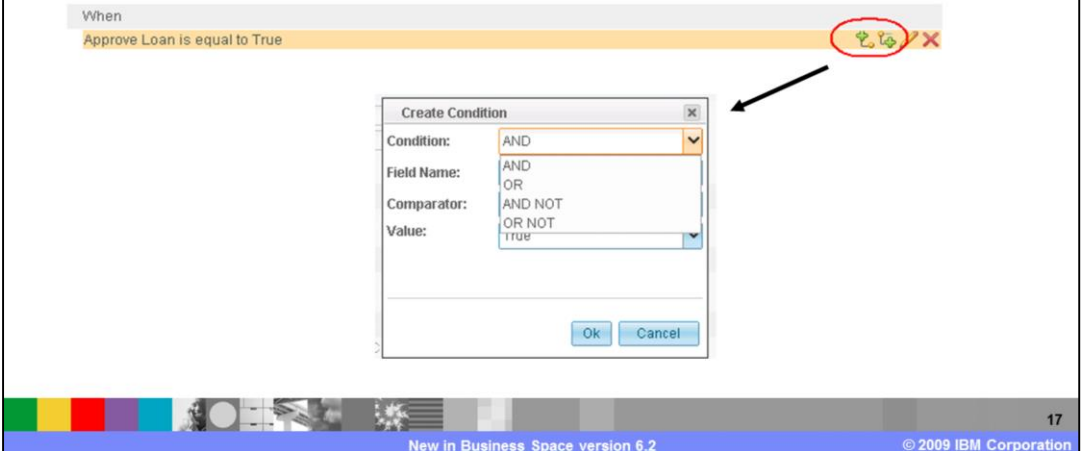 When
Approve Loan is equal to True
Create Condition
Condition: AND
AND
Field Name:
OR
Comparator: AND NOT
OR NOT
Value: True
Ok Cancel
17
New in Business Space version 6.2 © 2009 IBM Corporation